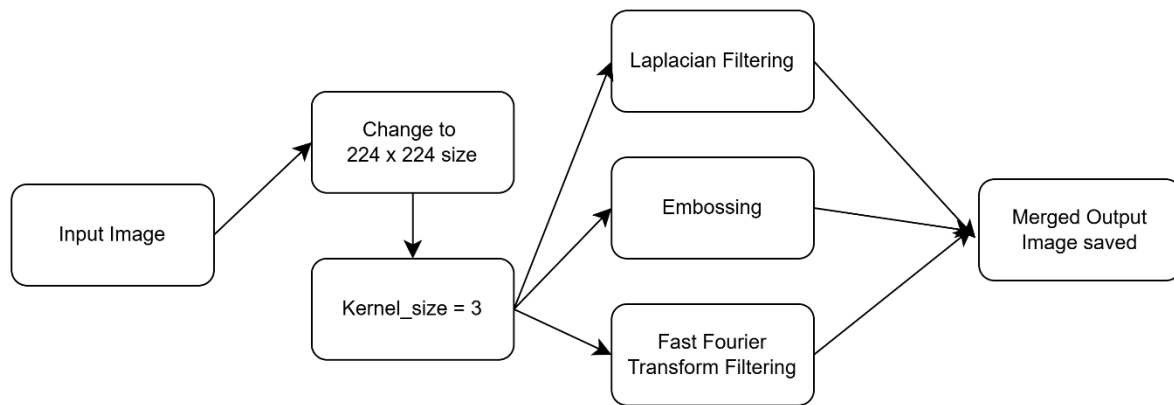 Input Image
Change to
224 x 224 size
Kernel_size = 3
Laplacian Filtering
Embossing
Fast Fourier
Transform Filtering
Merged Output
Image saved